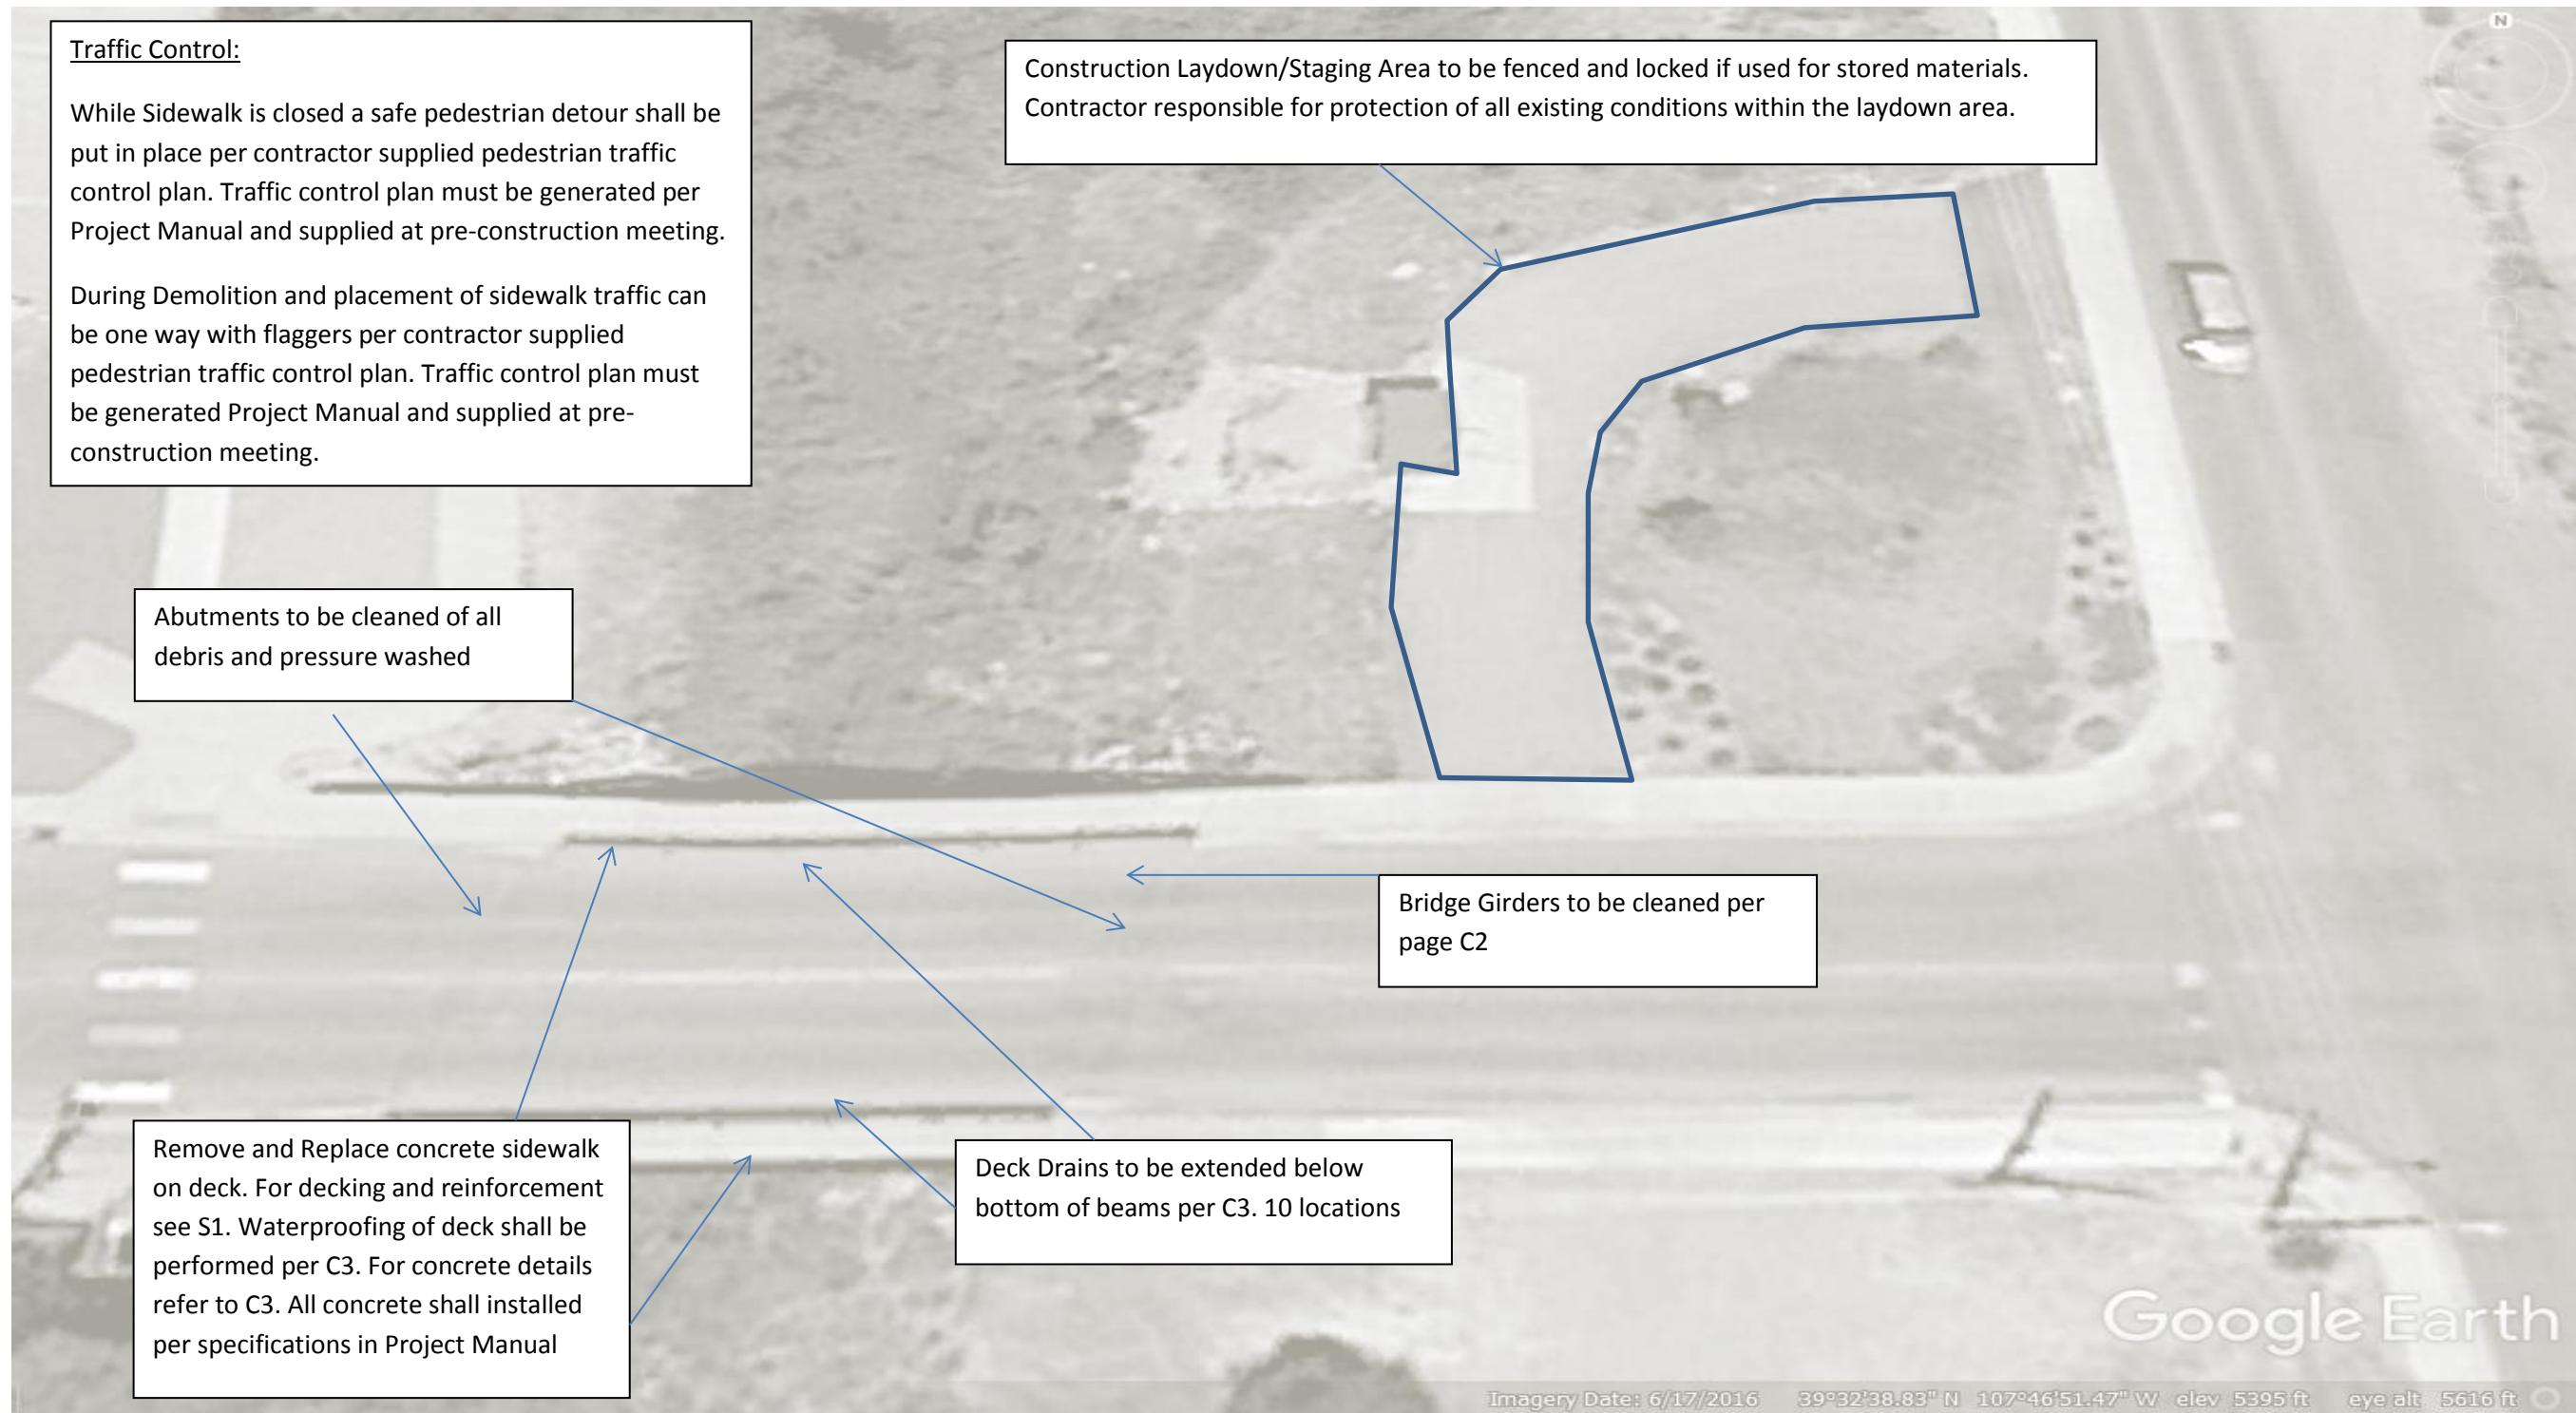 Traffic Control:
While Sidewalk is closed a safe pedestrian detour shall be
put in place per contractor supplied pedestrian traffic
control plan. Traffic control plan must be generated per
Project Manual and supplied at pre-construction meeting.
During Demolition and placement of sidewalk traffic can
be one way with flaggers per contractor supplied
pedestrian traffic control plan. Traffic control plan must
be generated Project Manual and supplied at pre-
construction meeting.
Construction Laydown/Staging Area to be fenced and locked if used for stored materials.
Contractor responsible for protection of all existing conditions within the laydown area.
N
Abutments to be cleaned of all
debris and pressure washed
Bridge Girders to be cleaned per
page C2
Remove and Replace concrete sidewalk
on deck. For decking and reinforcement
see S1. Waterproofing of deck shall be
performed per C3. For concrete details
refer to C3. All concrete shall installed
per specifications in Project Manual
Deck Drains to be extended below
bottom of beams per C3. 10 locations
Google Earth
Imagery Date: 6/17/2016 39°32'38.83" N 107°46'51.47" W elev 5395 ft eye alt 5616 ft